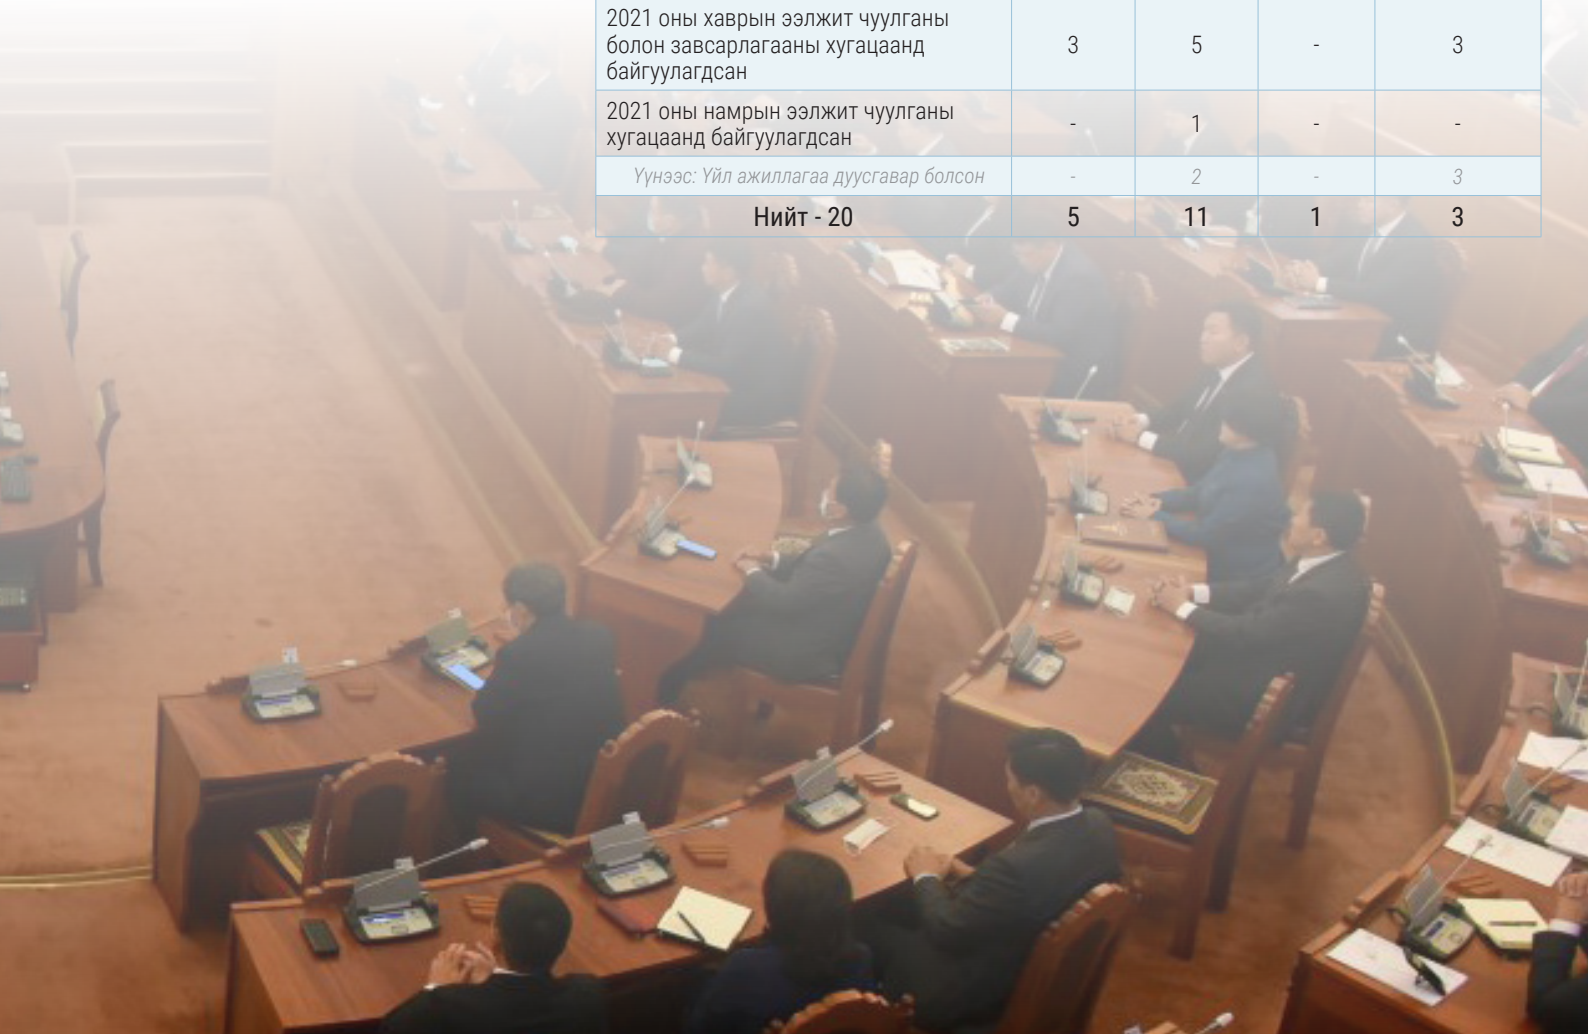 2021 оны хаврын ээлжит чуулганы
болон завсарлагааны хугацаанд
байгуулагдсан
3 5 - 3
2021 оны намрын ээлжит чуулганы
хугацаанд байгуулагдсан
- 1 - -
Үүнээс: Үйл ажиллагаа дуусгавар болсон - 2 - 3
Нийт - 20 5 11 1 3